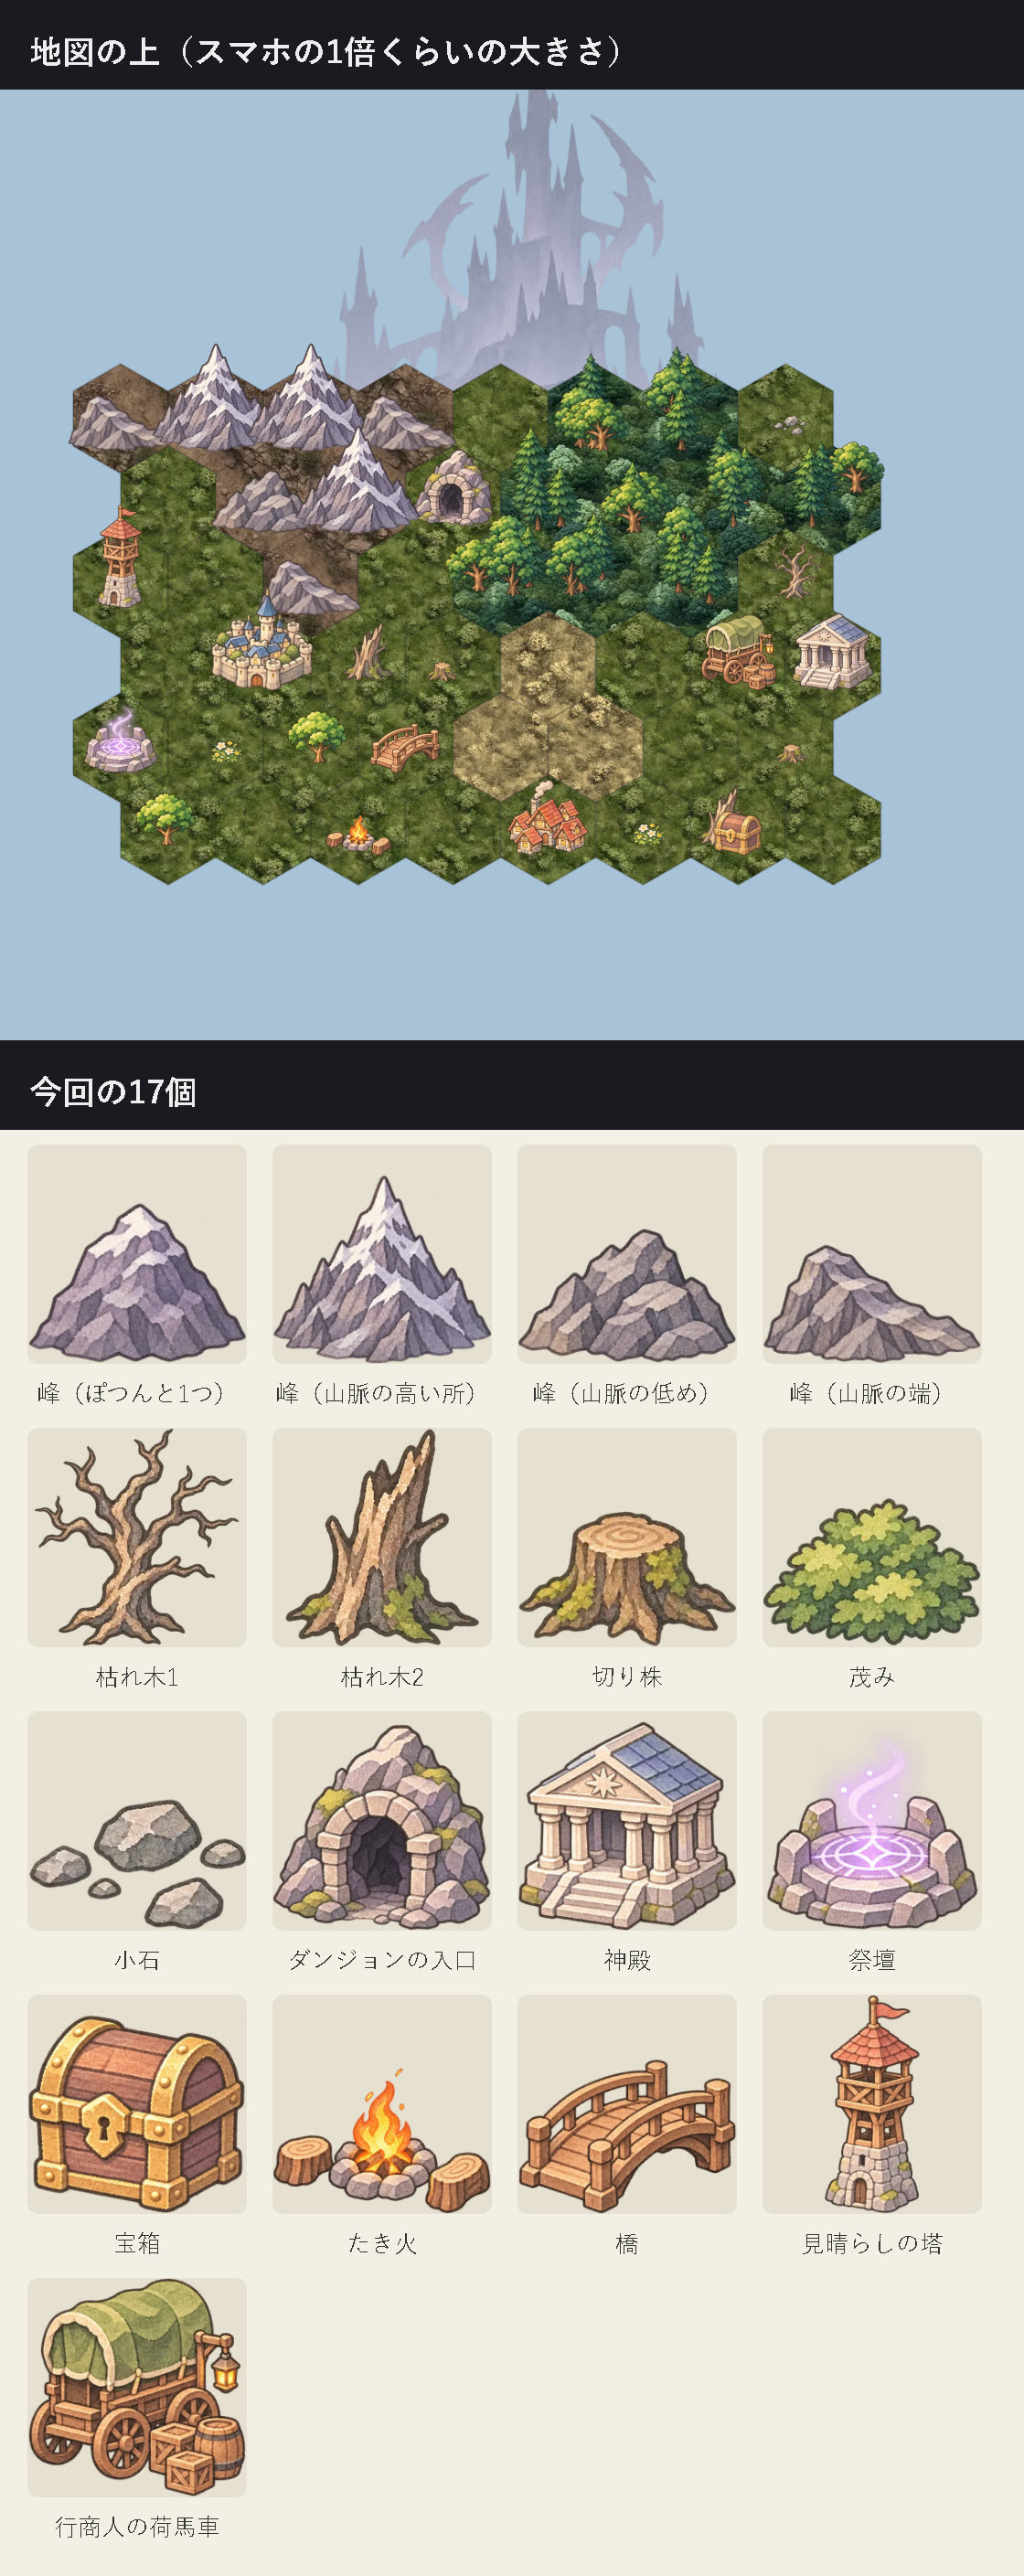 地図の上（スマホの1倍くらいの大きさ）
今回の17個
峰（ぽつんと1つ）
峰（山脈の高い所）
峰（山脈の低め）
峰（山脈の端）
枯れ木1
枯れ木2
切り株
茂み
小石
ダンジョンの入口
神殿
祭壇
宝箱
たき火
橋
見晴らしの塔
行商人の荷馬車